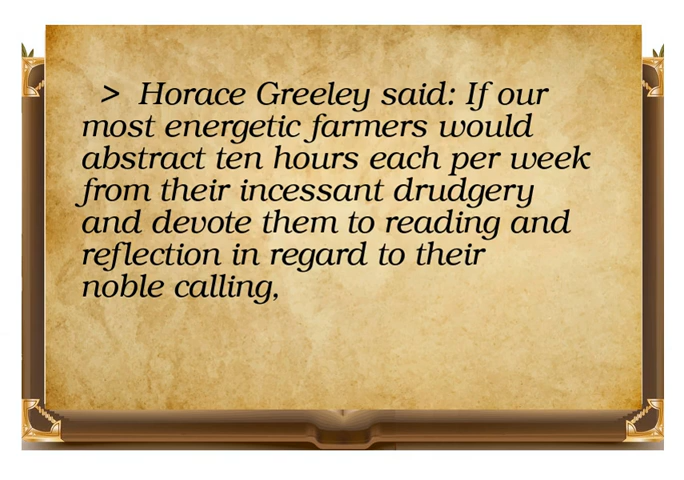 > Horace Greeley said: If our
most energetic farmers would
abstract ten hours each per week
from their incessant drudgery
and devote them to reading and
reflection in regard to their
noble calling,